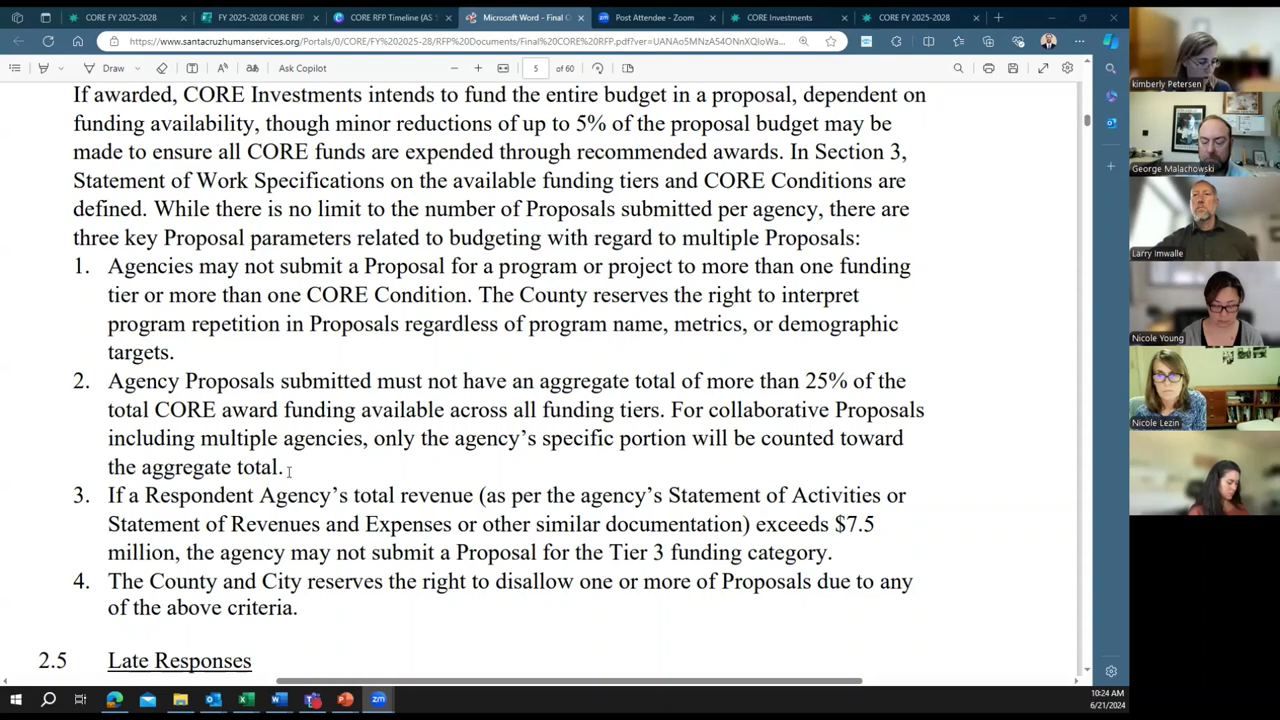 CORE FY 2025-2028
FY 2025-2028 CORE RFP
CORE RFP Timeline (AS
Microsoft Word - Final C
Post Attendee - Zoom
CORE Investments
CORE FY 2025-2028
https://www.santacruzhumanservices.org/Portals/0/CORE/FY%202025-28/RFP%20Documents/Final%20CORE%20RFP.pdf?ver=UANAo5MNzA54ONnXQloWa...
Draw
Ask Copilot
5 of 60
If awarded, CORE Investments intends to fund the entire budget in a proposal, dependent on
funding availability, though minor reductions of up to 5% of the proposal budget may be
made to ensure all CORE funds are expended through recommended awards. In Section 3,
Statement of Work Specifications on the available funding tiers and CORE Conditions are
defined. While there is no limit to the number of Proposals submitted per agency, there are
three key Proposal parameters related to budgeting with regard to multiple Proposals:
1. Agencies may not submit a Proposal for a program or project to more than one funding
tier or more than one CORE Condition. The County reserves the right to interpret
program repetition in Proposals regardless of program name, metrics, or demographic
targets.
2. Agency Proposals submitted must not have an aggregate total of more than 25% of the
total CORE award funding available across all funding tiers. For collaborative Proposals
including multiple agencies, only the agency's specific portion will be counted toward
the aggregate total.
3. If a Respondent Agency's total revenue (as per the agency's Statement of Activities or
Statement of Revenues and Expenses or other similar documentation) exceeds $7.5
million, the agency may not submit a Proposal for the Tier 3 funding category.
4. The County and City reserves the right to disallow one or more of Proposals due to any
of the above criteria.
2.5 Late Responses
kimberly Petersen
George Malachowski
Larry Imwalle
Nicole Young
Nicole Lezin
10:24 AM
6/21/2024